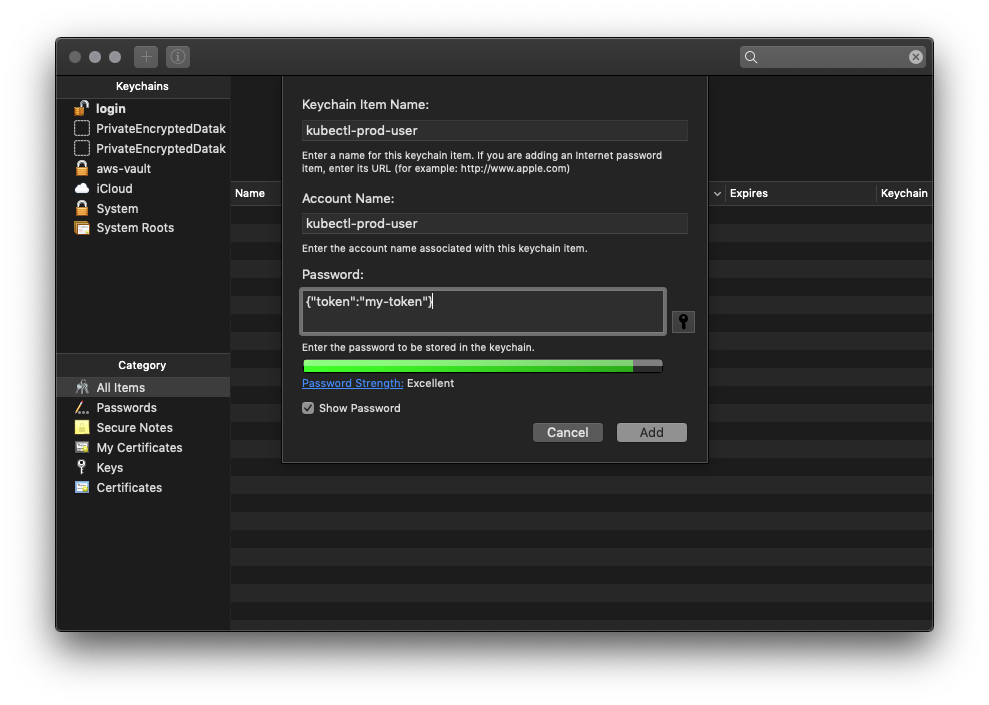 Keychains
login
PrivateEncryptedDatak
PrivateEncryptedDatak
aws-vault
iCloud
System
System Roots
Category
All Items
Passwords
Secure Notes
My Certificates
Keys
Certificates
Name
Expires
Keychain
Keychain Item Name:
kubectl-prod-user
Enter a name for this keychain item. If you are adding an Internet password
item, enter its URL (for example: http://www.apple.com)
Account Name:
kubectl-prod-user
Enter the account name associated with this keychain item.
Password:
{"token":"my-token"}
Enter the password to be stored in the keychain.
Password Strength: Excellent
Show Password
Cancel
Add